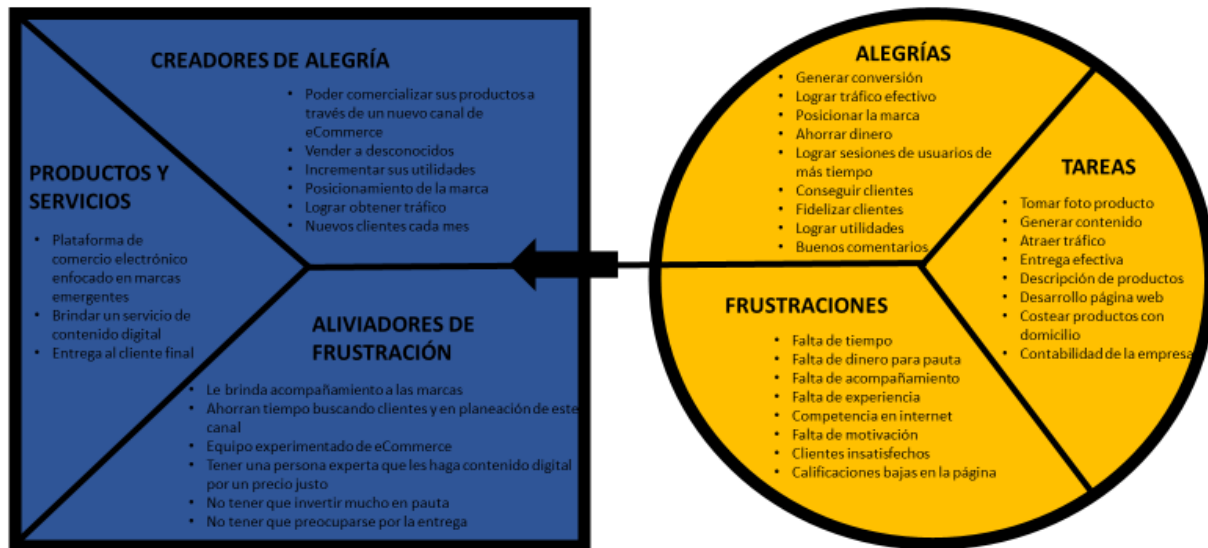 CREADORES DE ALEGRÍA
• Poder comercializar sus productos a
través de un nuevo canal de
eCommerce
• Vender a desconocidos
• Incrementar sus utilidades
• Posicionamiento de la marca
• Lograr obtener tráfico
• Nuevos clientes cada mes
PRODUCTOS Y
SERVICIOS
• Plataforma de
comercio electrónico
enfocado en marcas
emergentes
• Brindar un servicio de
contenido digital
• Entrega al cliente final
ALIVIADORES DE
FRUSTRACIÓN
• Le brinda acompañamiento a las marcas
• Ahorran tiempo buscando clientes y en planeación de este
canal
• Equipo experimentado de eCommerce
• Tener una persona experta que les haga contenido digital
por un precio justo
• No tener que invertir mucho en pauta
• No tener que preocuparse por la entrega
ALEGRÍAS
• Generar conversión
• Lograr tráfico efectivo
• Posicionar la marca
• Ahorrar dinero
• Lograr sesiones de usuarios de
más tiempo
• Conseguir clientes
• Fidelizar clientes
• Lograr utilidades
• Buenos comentarios
TAREAS
• Tomar foto producto
• Generar contenido
• Atraer tráfico
• Entrega efectiva
• Descripción de productos
• Desarrollo página web
• Costear productos con
domicilio
• Contabilidad de la empresa
FRUSTRACIONES
• Falta de tiempo
• Falta de dinero para pauta
• Falta de acompañamiento
• Falta de experiencia
• Competencia en internet
• Falta de motivación
• Clientes insatisfechos
• Calificaciones bajas en la página